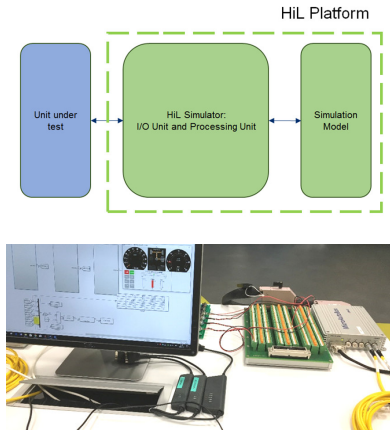 HiL Platform
Unit under
test
HiL Simulator:
I/O Unit and Processing Unit
Simulation
Model